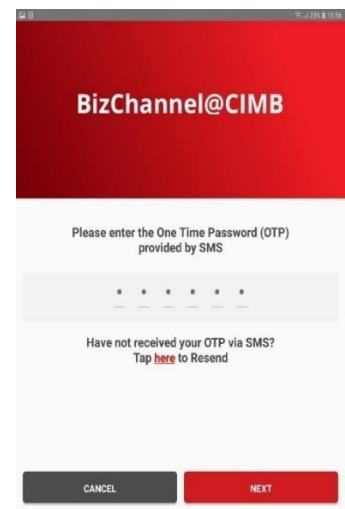 BizChannel@CIMB
Please enter the One Time Password (OTP)
provided by SMS
Have not received your OTP via SMS?
Tap here to Resend
CANCEL
NEXT